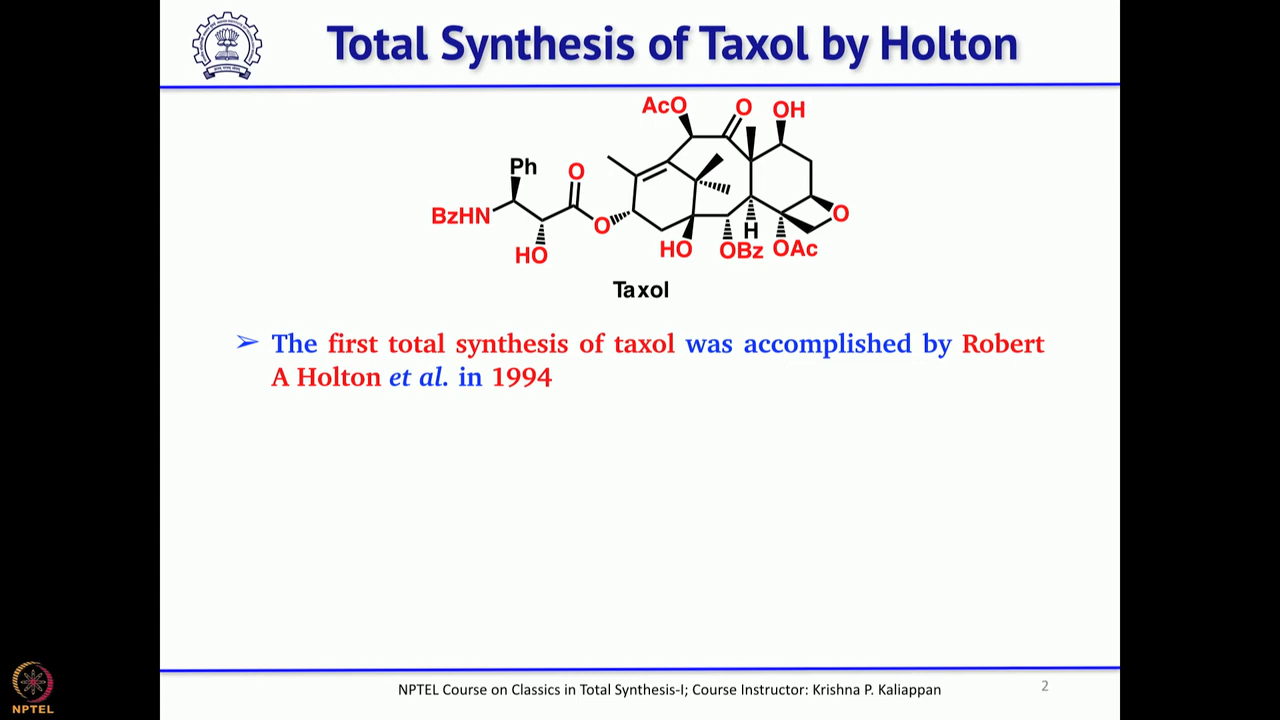 Total Synthesis of Taxol by Holton
AcO O OH
Ph
O
BzHN
O
O
HO
H
HO OBz OAc
Taxol
➢ The first total synthesis of taxol was accomplished by Robert
A Holton et al. in 1994
NPTEL Course on Classics in Total Synthesis-I; Course Instructor: Krishna P. Kaliappan
2
NPTEL